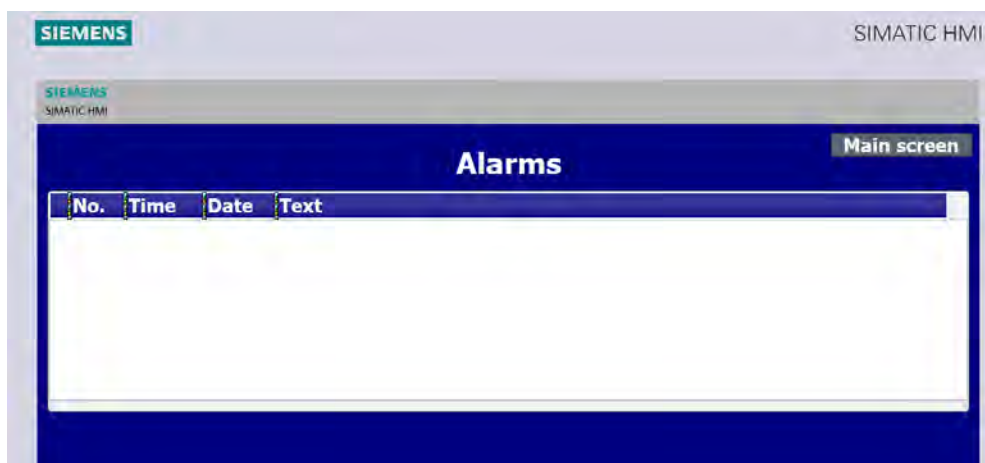 SIEMENS SIMATIC HMI
SIEMENS
SIMATIC HMI
Main screen
Alarms
No. Time Date Text